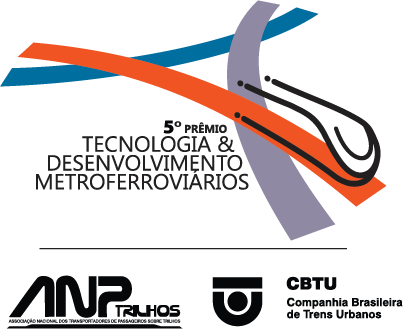 5º PRÊMIO
TECNOLOGIA &
DESENVOLVIMENTO
METROFERROVIÁRIOS
ANPTRILHOS
ASSOCIAÇÃO NACIONAL DOS TRANSPORTADORES DE PASSAGEIROS SOBRE TRILHOS
CBTU
Companhia Brasileira
de Trens Urbanos